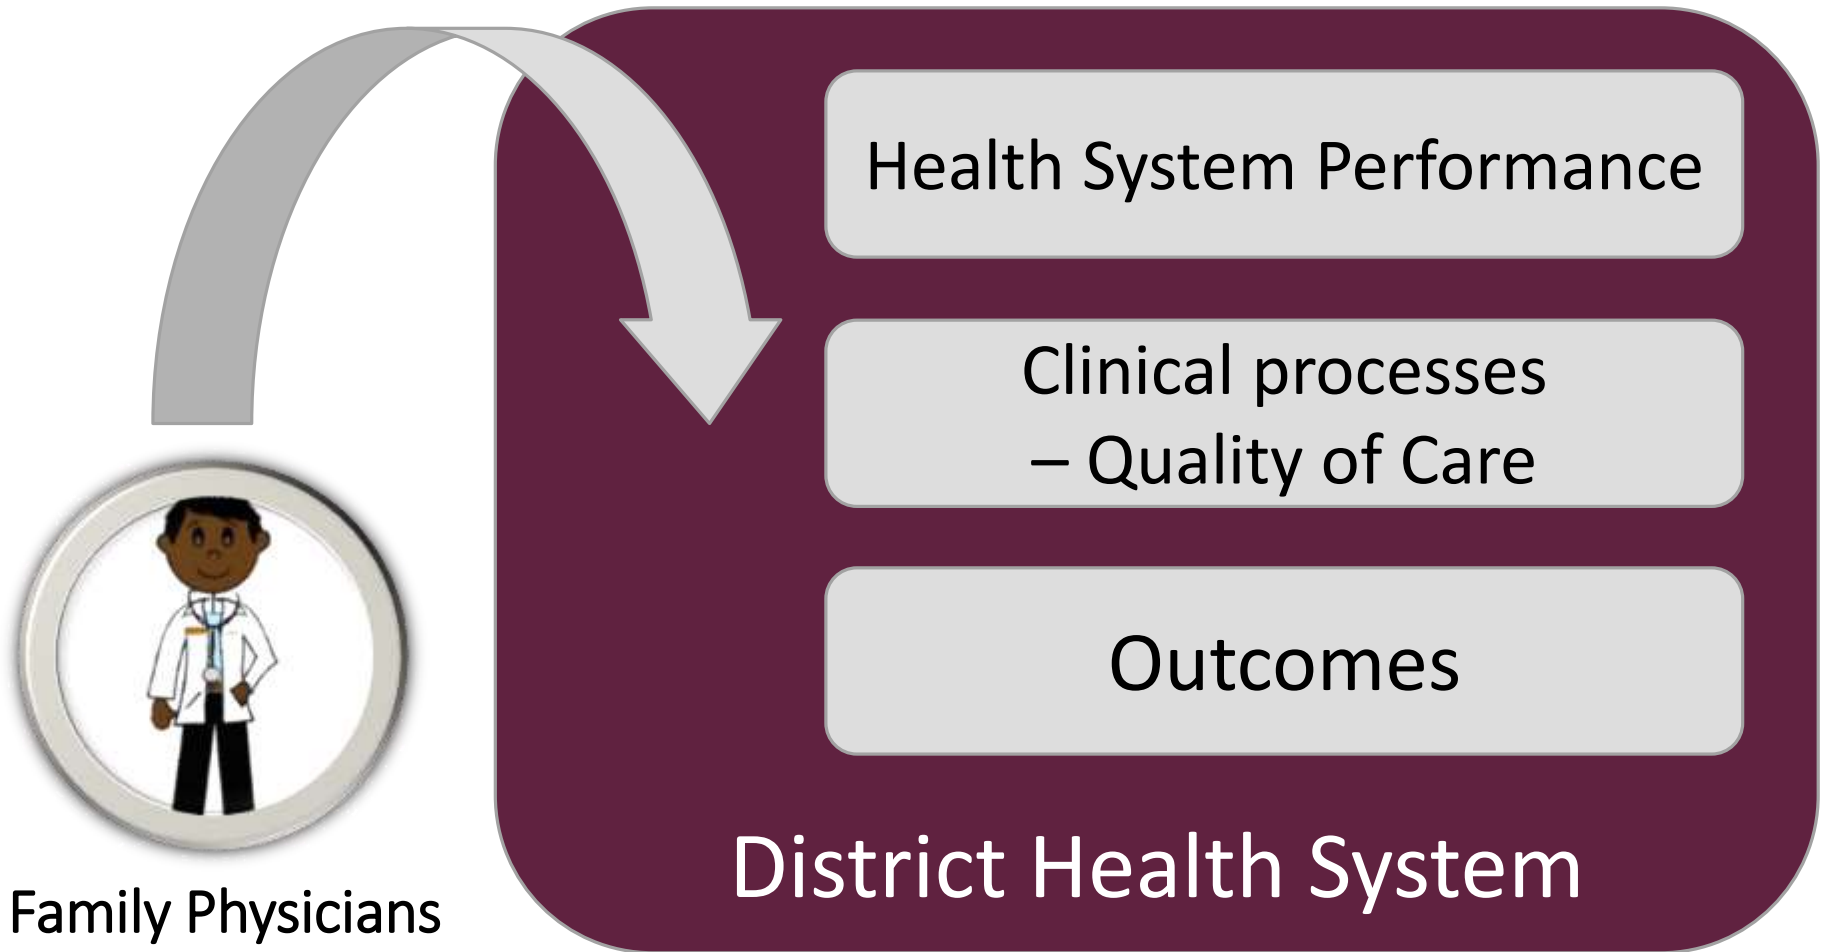 Health System Performance
Clinical processes
– Quality of Care
Outcomes
District Health System
Family Physicians